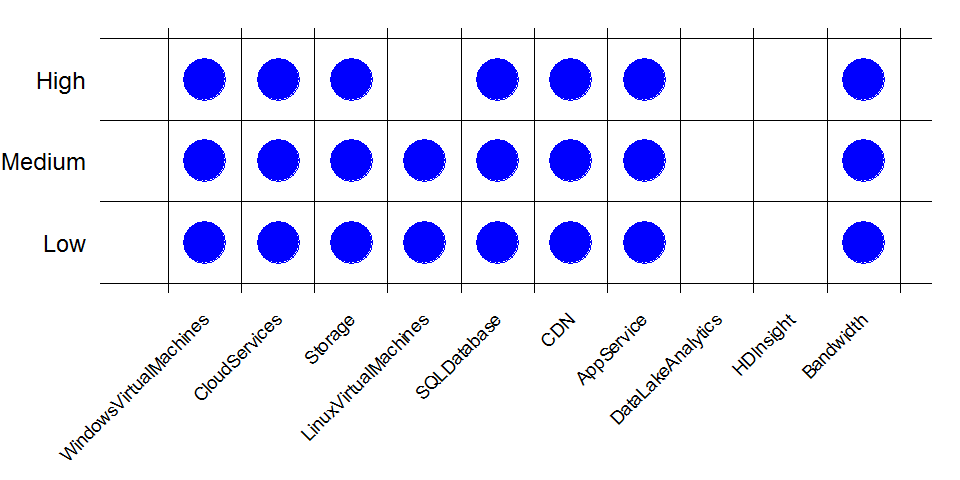 High
Medium
Low
WindowsVirtualMachines
CloudServices
Storage
LinuxVirtualMachines
SQLDatabase
CDN
AppService
DataLakeAnalytics
HDInsight
Bandwidth